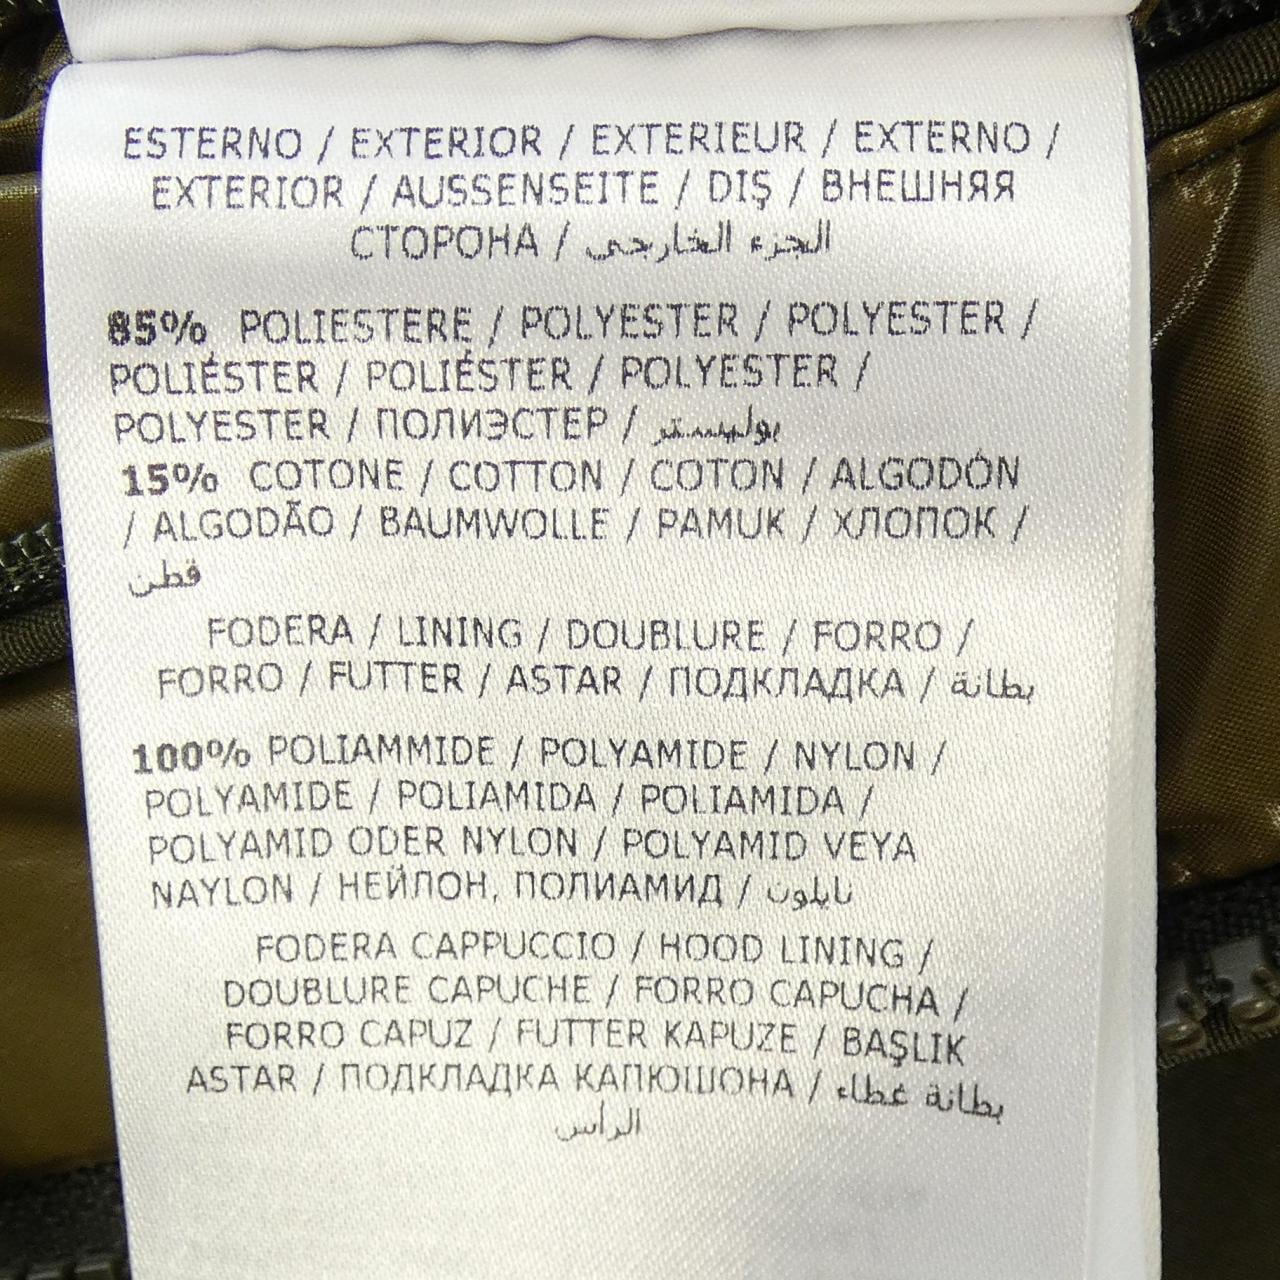 ESTERNO / EXTERIOR / EXTERIEUR / EXTERNO /
EXTERIOR / AUSSENSEITE / DIŞ / ВНЕШНЯЯ
СТОРОНА / الجزء الخارجي
85% POLIESTERE / POLYESTER / POLYESTER /
POLIÉSTER / POLIÉSTER / POLYESTER /
POLYESTER / ПОЛИЭСТЕР / بوليستر
15% COTONE / COTTON / COTON / ALGODÓN
/ ALGODÃO / BAUMWOLLE / PAMUK / ХЛОПОК /
قطن
FODERA / LINING / DOUBLURE / FORRO /
FORRO / FUTTER / ASTAR / ПОДКЛАДКА / بطانة
100% POLIAMMIDE / POLYAMIDE / NYLON /
POLYAMIDE / POLIAMIDA / POLIAMIDA /
POLYAMID ODER NYLON / POLYAMID VEYA
NAYLON / НЕЙЛОН, ПОЛИАМИД / نايلون
FODERA CAPPUCCIO / HOOD LINING /
DOUBLURE CAPUCHE / FORRO CAPUCHA /
FORRO CAPUZ / FUTTER KAPUZE / BAŞLIK
ASTAR / ПОДКЛАДКА КАПЮШОНА / بطانة غطاء
الرأس